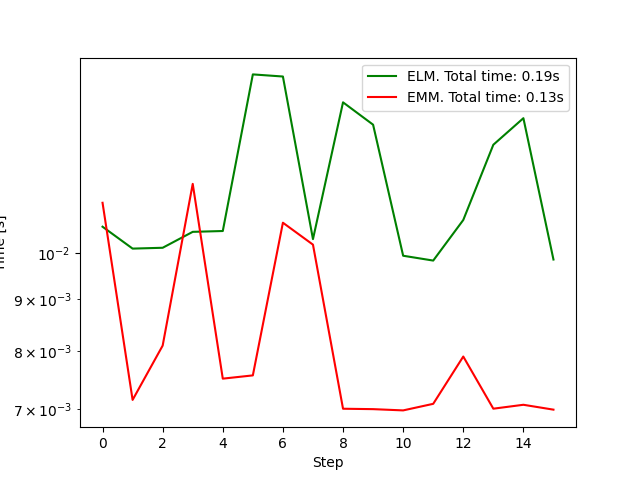 ELM. Total time: 0.19s
EMM. Total time: 0.13s
10⁻²
9 × 10⁻³
8 × 10⁻³
7 × 10⁻³
0 2 4 6 8 10 12 14
Step